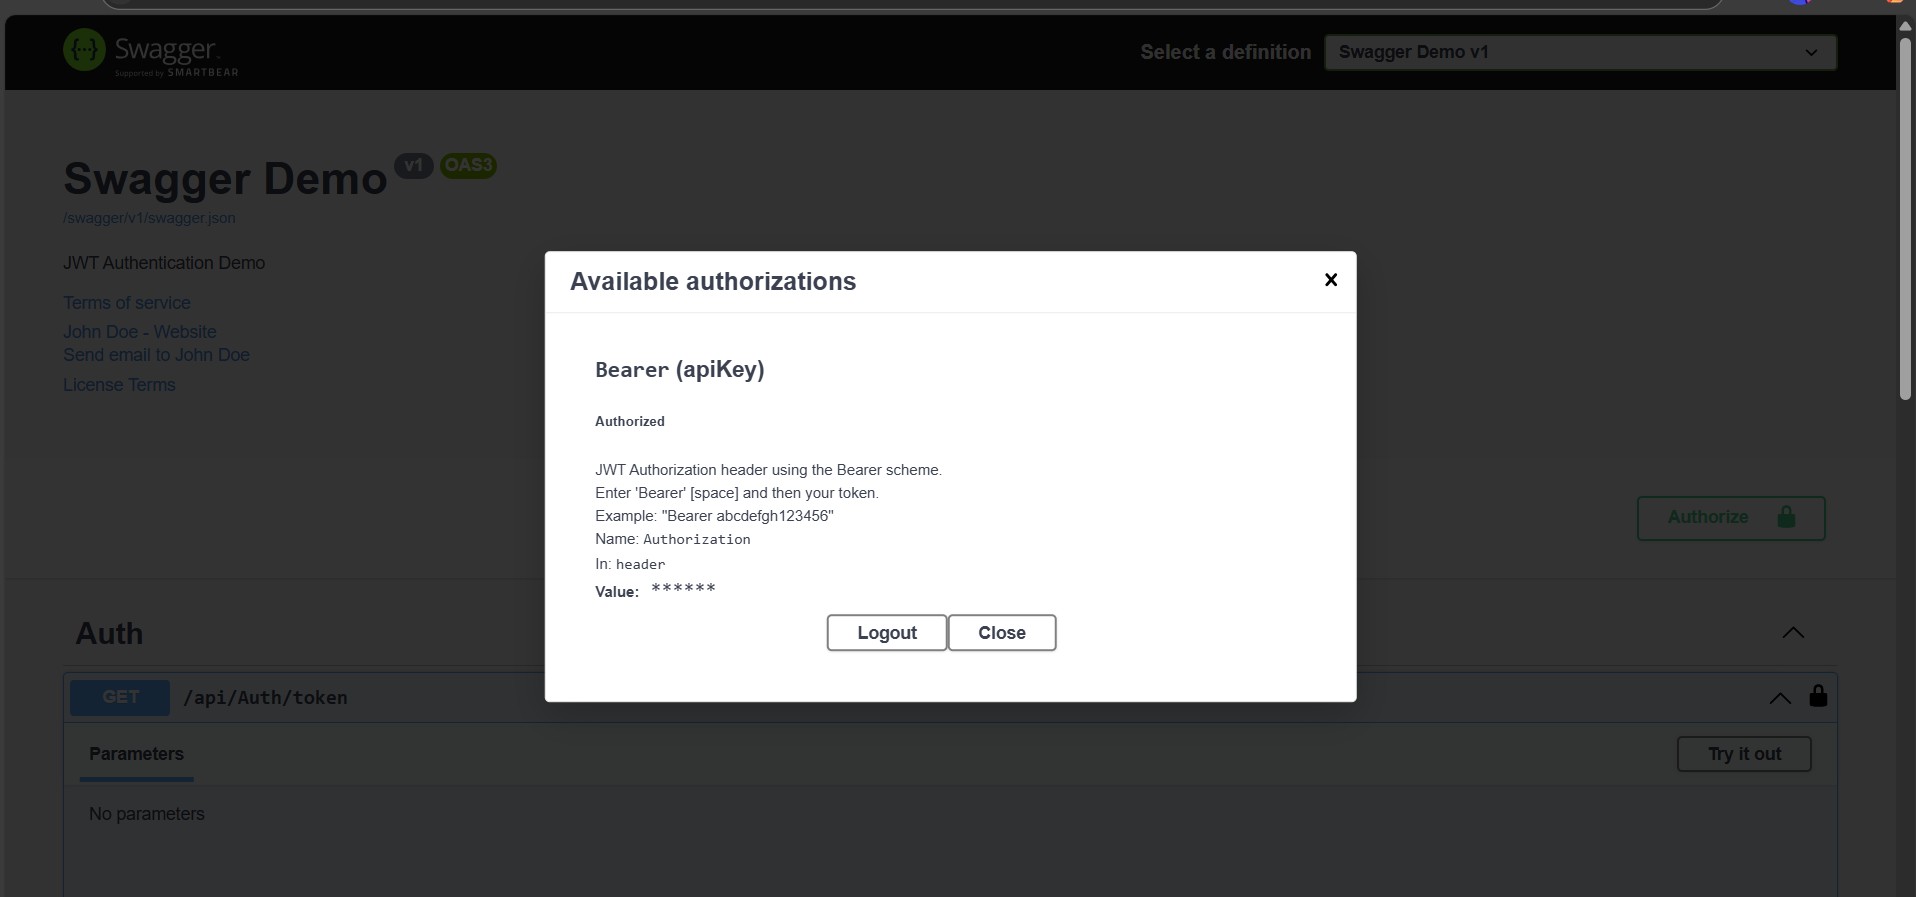 Swagger
Supported by SMARTBEAR
Select a definition
Swagger Demo v1
Swagger Demo v1 OAS3
/swagger/v1/swagger.json
JWT Authentication Demo
Terms of service
John Doe - Website
Send email to John Doe
License Terms
Available authorizations
Bearer (apiKey)
Authorized
JWT Authorization header using the Bearer scheme.
Enter 'Bearer' [space] and then your token.
Example: "Bearer abcdefgh123456"
Name: Authorization
In: header
Value: ******
Logout Close
Authorize
Auth
GET /api/Auth/token
Parameters
Try it out
No parameters